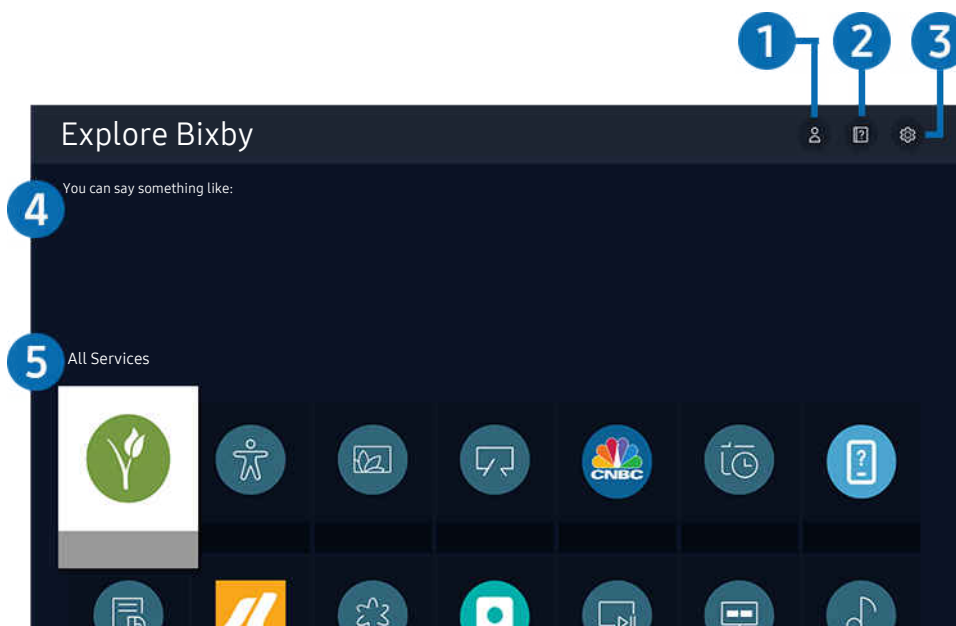 1 2 3
Explore Bixby
4 You can say something like:
5 All Services
CNBC